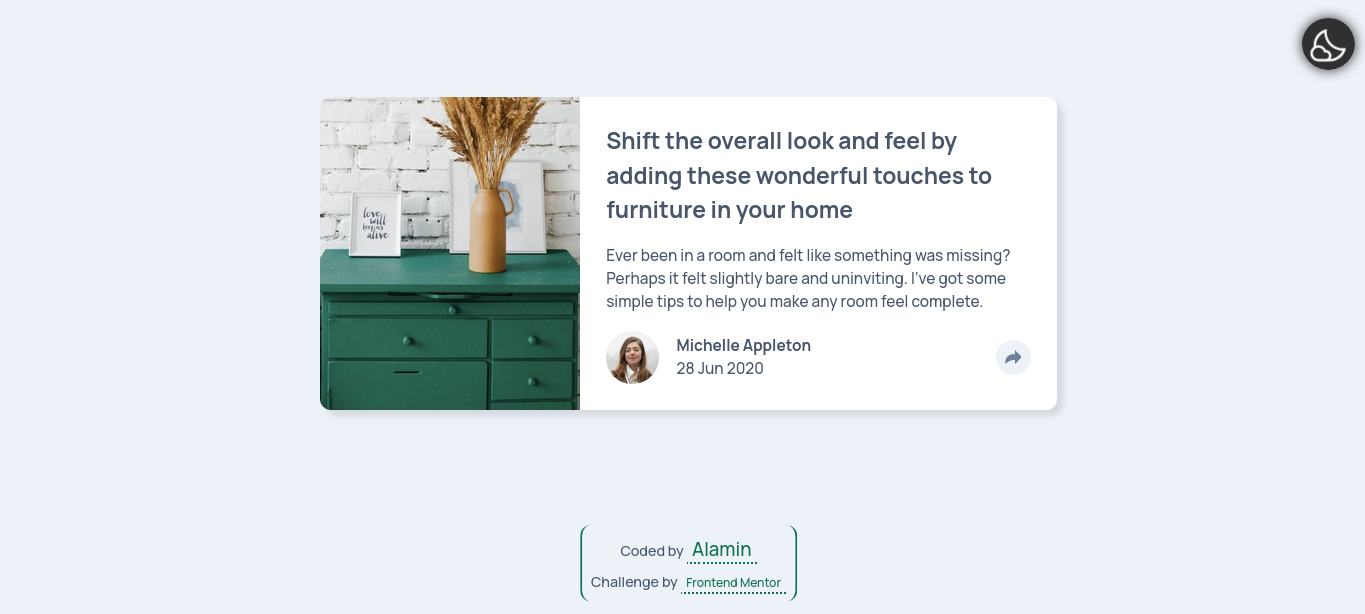 Shift the overall look and feel by
adding these wonderful touches to
furniture in your home
love
will
keep us
alive
Ever been in a room and felt like something was missing?
Perhaps it felt slightly bare and uninviting. I've got some
simple tips to help you make any room feel complete.
Michelle Appleton
28 Jun 2020
Coded by Alamin
Challenge by Frontend Mentor